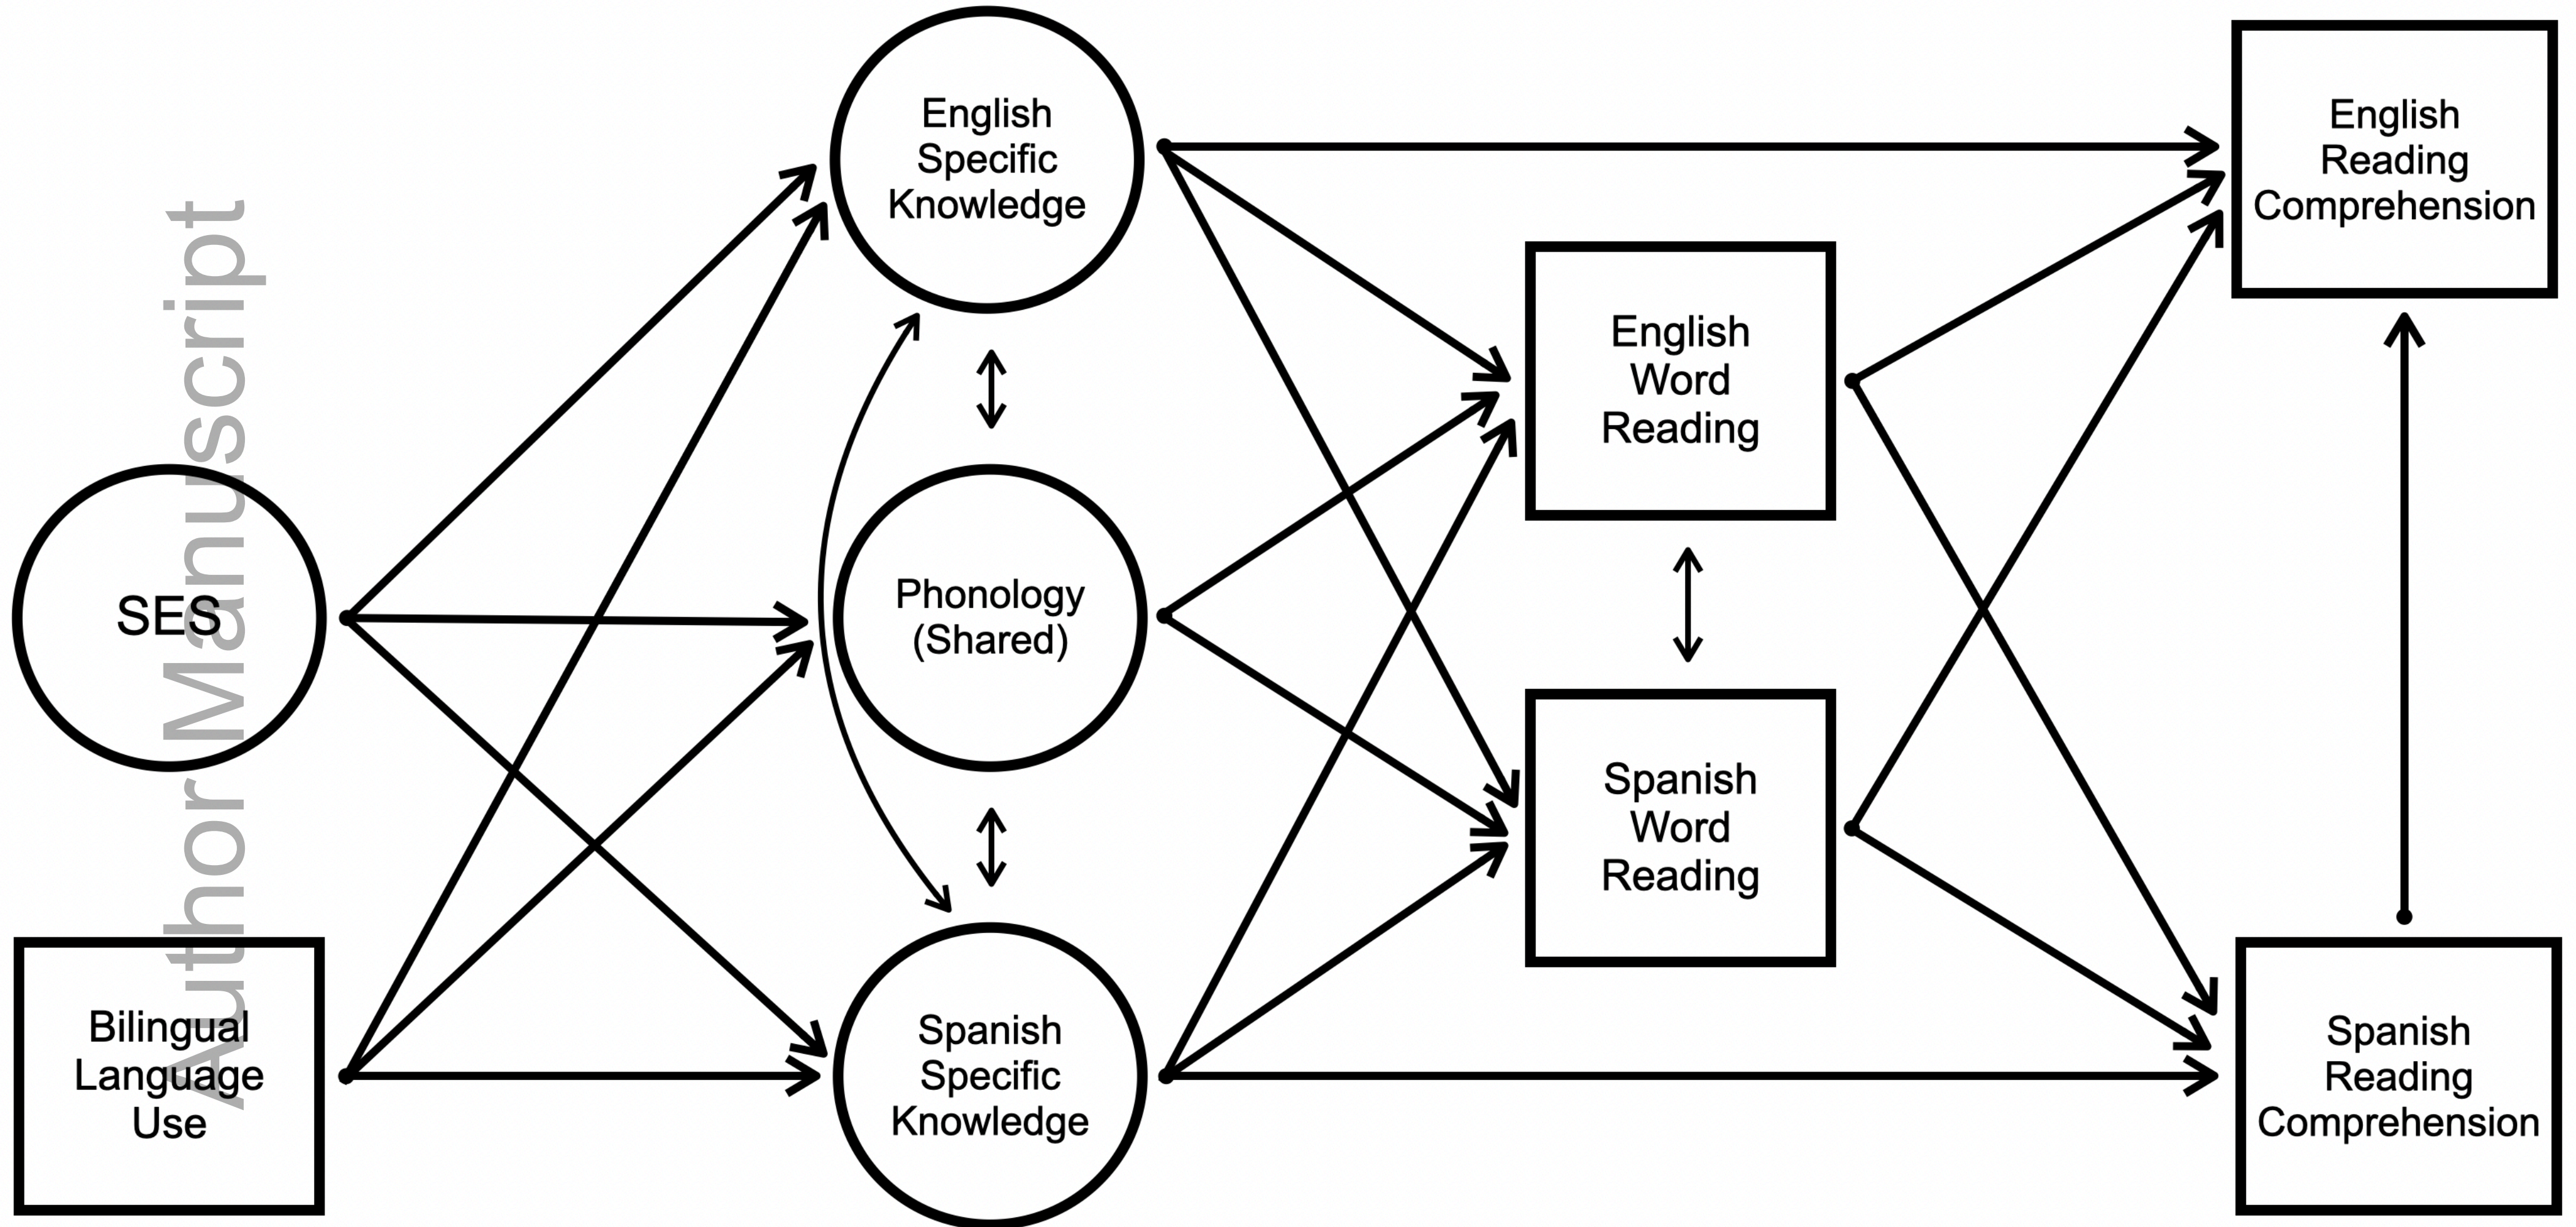 English
Specific
Knowledge
English
Reading
Comprehension
English
Word
Reading
SES
Phonology
(Shared)
Spanish
Word
Reading
Bilingual
Language
Use
Spanish
Specific
Knowledge
Spanish
Reading
Comprehension
Author Manuscript